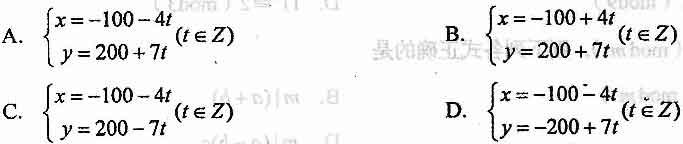 A. { x = -100 - 4t
y = 200 + 7t (t ∈ Z)
B. { x = -100 + 4t
y = 200 + 7t (t ∈ Z)
C. { x = -100 - 4t
y = 200 - 7t (t ∈ Z)
D. { x = -100 - 4t
y = -200 + 7t (t ∈ Z)